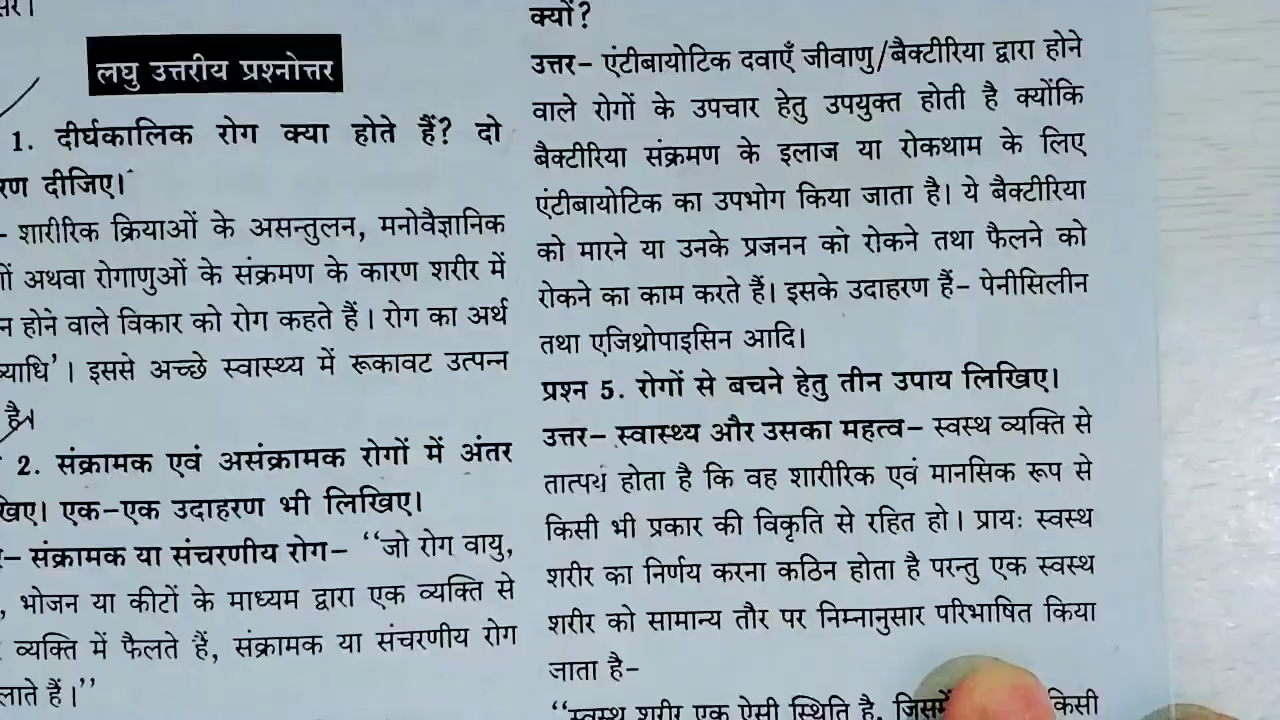 लघु उत्तरीय प्रश्नोत्तर
1. दीर्घकालिक रोग क्या होते हैं? दो
रण दीजिए।
- शारीरिक क्रियाओं के असन्तुलन, मनोवैज्ञानिक
अथवा रोगाणुओं के संक्रमण के कारण शरीर में
न होने वाले विकार को रोग कहते हैं। रोग का अर्थ
याधि'। इससे अच्छे स्वास्थ्य में रूकावट उत्पन्न
है।
2. संक्रामक एवं असंक्रामक रोगों में अंतर
खिए। एक-एक उदाहरण भी लिखिए।
- संक्रामक या संचरणीय रोग- ‘‘जो रोग वायु,
, भोजन या कीटों के माध्यम द्वारा एक व्यक्ति से
व्यक्ति में फैलते हैं, संक्रामक या संचरणीय रोग
लाते हैं।’’
क्यों?
उत्तर- एंटीबायोटिक दवाएँ जीवाणु/बैक्टीरिया द्वारा होने
वाले रोगों के उपचार हेतु उपयुक्त होती है क्योंकि
बैक्टीरिया संक्रमण के इलाज या रोकथाम के लिए
एंटीबायोटिक का उपभोग किया जाता है। ये बैक्टीरिया
को मारने या उनके प्रजनन को रोकने तथा फैलने को
रोकने का काम करते हैं। इसके उदाहरण हैं- पेनीसिलीन
तथा एजिथ्रोपाइसिन आदि।
प्रश्न 5. रोगों से बचने हेतु तीन उपाय लिखिए।
उत्तर- स्वास्थ्य और उसका महत्व- स्वस्थ व्यक्ति से
तात्पर्य होता है कि वह शारीरिक एवं मानसिक रूप से
किसी भी प्रकार की विकृति से रहित हो। प्रायः स्वस्थ
शरीर का निर्णय करना कठिन होता है परन्तु एक स्वस्थ
शरीर को सामान्य तौर पर निम्नानुसार परिभाषित किया
जाता है-
‘‘स्वस्थ शरीर एक ऐसी स्थिति है, जिसमें किसी